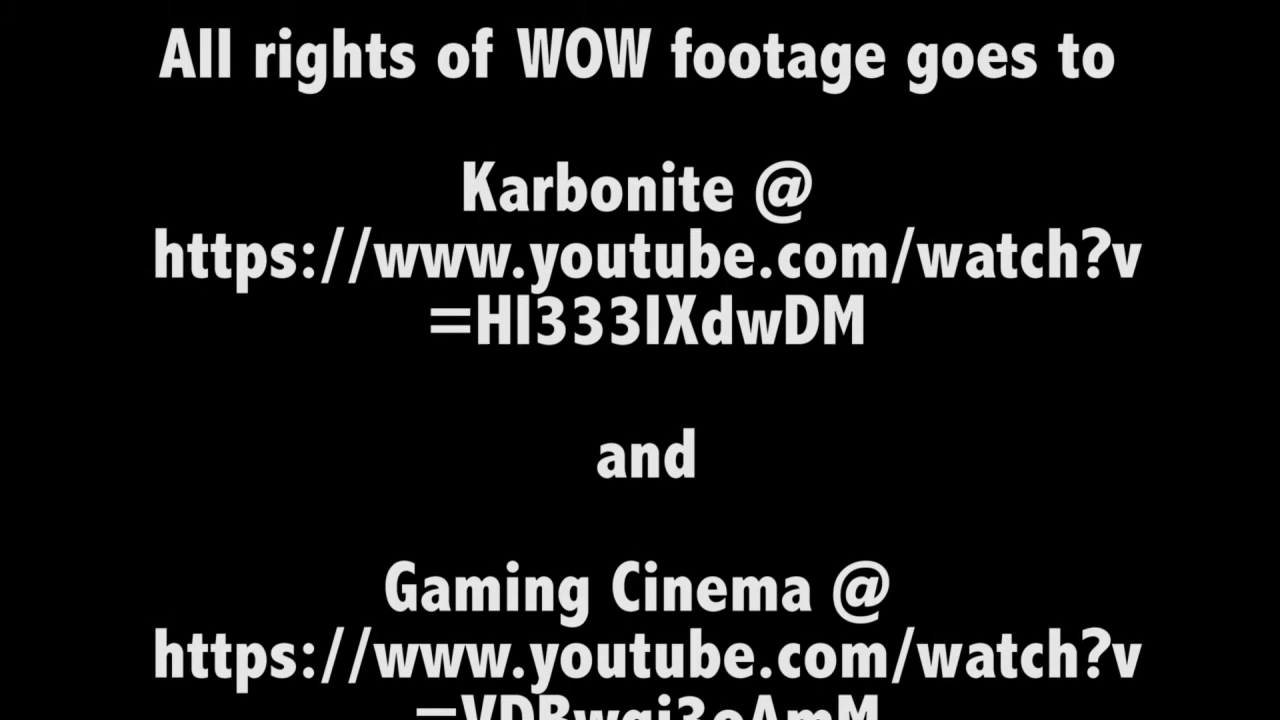 All rights of WOW footage goes to
Karbonite @
https://www.youtube.com/watch?v
=HI333IXdwDM
and
Gaming Cinema @
https://www.youtube.com/watch?v